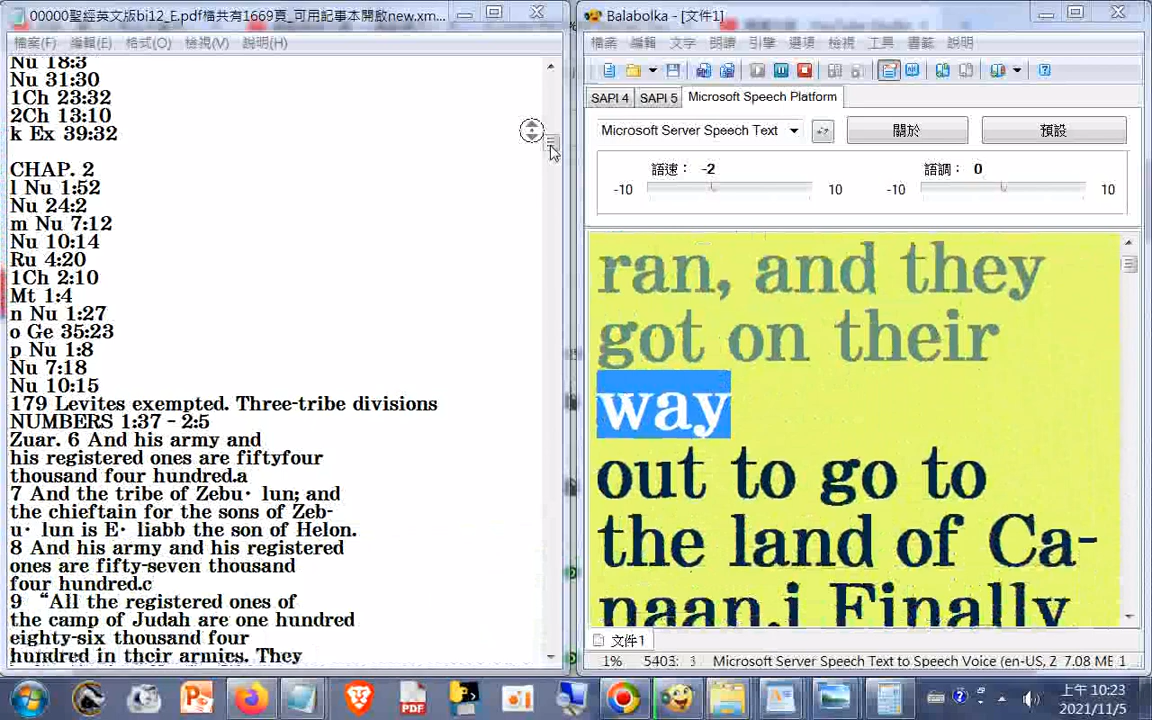 00000聖經英文版bi12_E.pdf檔共有1669頁_可用記事本開啟new.xm...
檔案(F) 編輯(E) 格式(O) 檢視(V) 說明(H)
Nu 18:3
Nu 31:30
1Ch 23:32
2Ch 13:10
k Ex 39:32
CHAP. 2
l Nu 1:52
Nu 24:2
m Nu 7:12
Nu 10:14
Ru 4:20
1Ch 2:10
Mt 1:4
n Nu 1:27
o Ge 35:23
p Nu 1:8
Nu 7:18
Nu 10:15
179 Levites exempted. Three-tribe divisions
NUMBERS 1:37 - 2:5
Zuar. 6 And his army and
his registered ones are fiftyfour
thousand four hundred.a
7 And the tribe of Zebu· lun; and
the chieftain for the sons of Zeb-
u· lun is E· liabb the son of Helon.
8 And his army and his registered
ones are fifty-seven thousand
four hundred.c
9 “All the registered ones of
the camp of Judah are one hundred
eighty-six thousand four
hundred in their armies. They
Balabolka - [文件1]
檔案 編輯 文字 朗讀 引擎 選項 檢視 工具 書籤 說明
SAPI 4 SAPI 5 Microsoft Speech Platform
Microsoft Server Speech Text 關於 預設
語速： -2 語調： 0
-10 10 -10 10
ran, and they
got on their
way
out to go to
the land of Ca-
naan.i Finally
文件1
1% 5403: 3 Microsoft Server Speech Text to Speech Voice (en-US, Z 7.08 ME 1
PDF
上午 10:23
2021/11/5